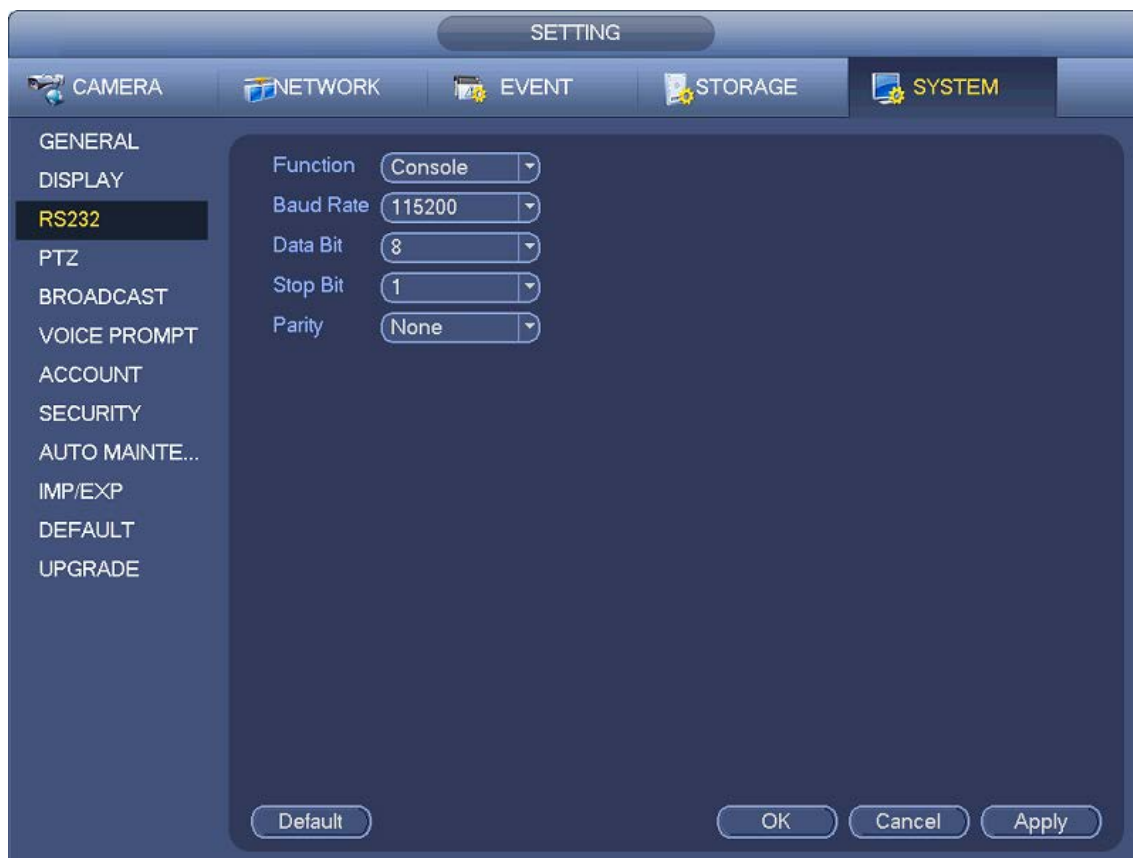 SETTING
CAMERA NETWORK EVENT STORAGE SYSTEM
GENERAL
DISPLAY
RS232
PTZ
BROADCAST
VOICE PROMPT
ACCOUNT
SECURITY
AUTO MAINTE...
IMP/EXP
DEFAULT
UPGRADE
Function Console
Baud Rate 115200
Data Bit 8
Stop Bit 1
Parity None
Default OK Cancel Apply